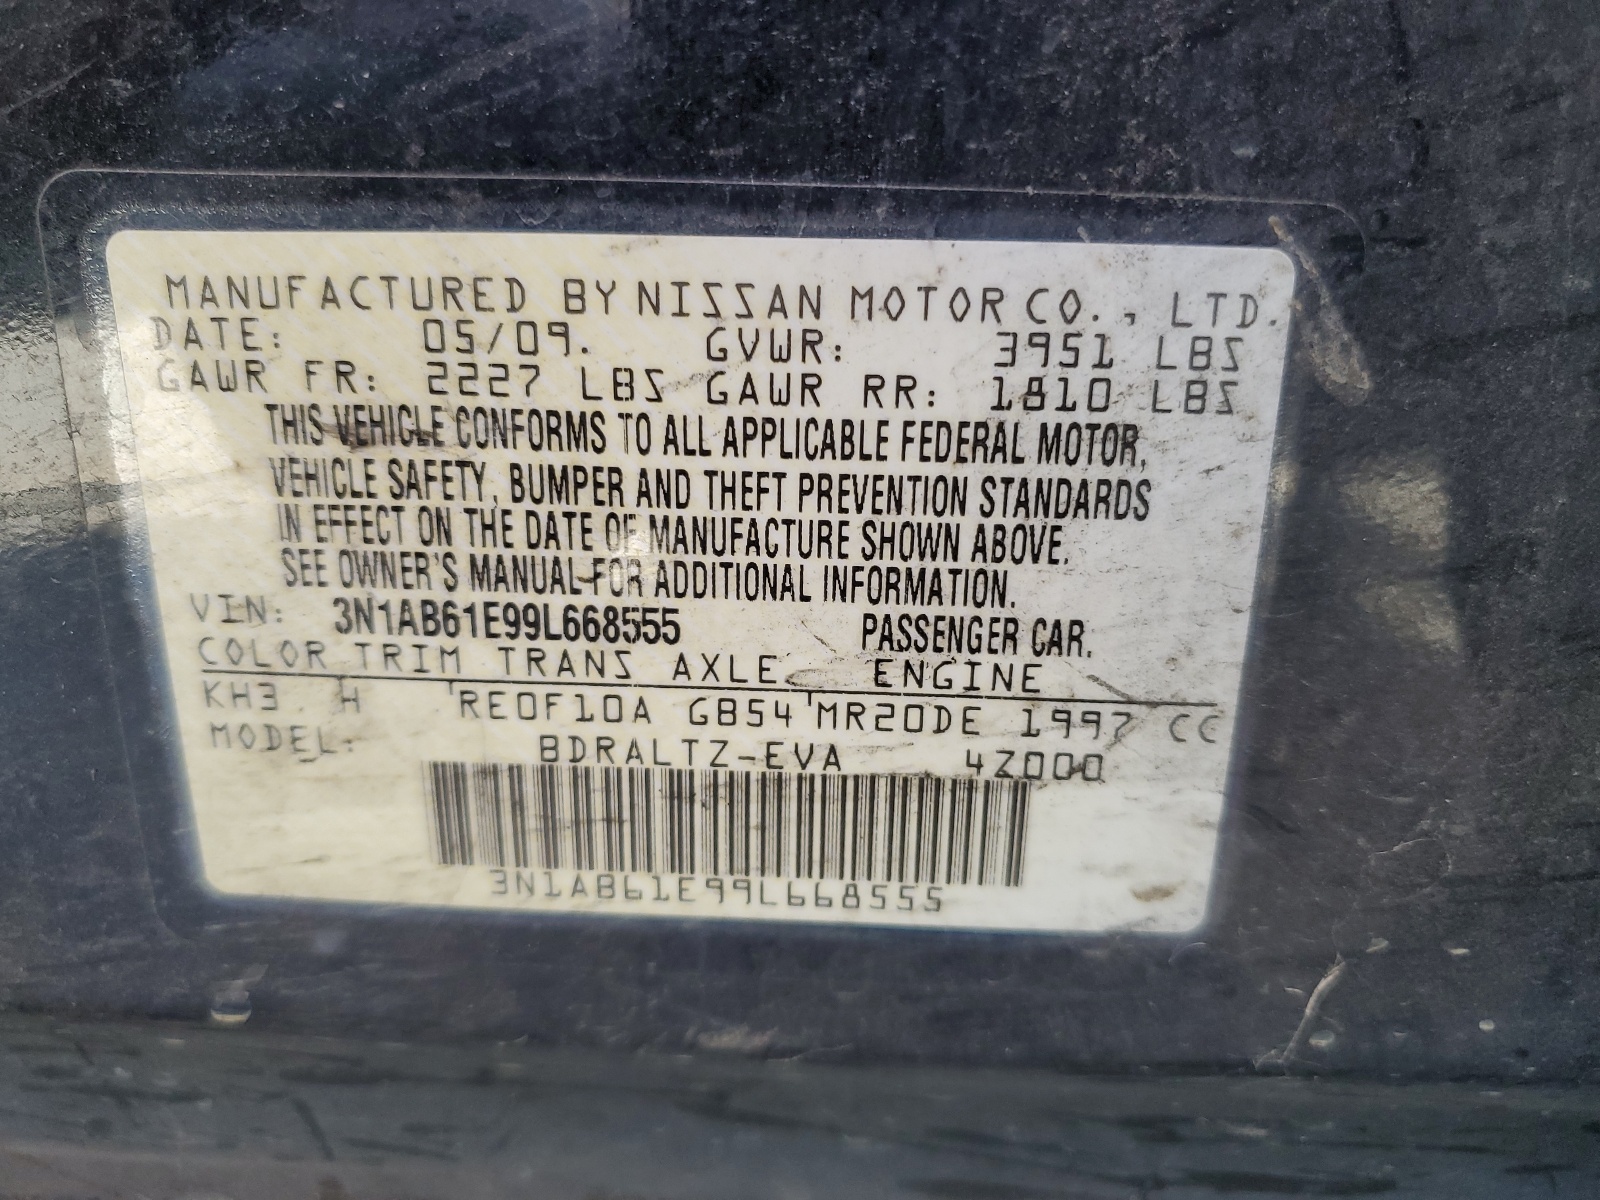 MANUFACTURED BY NISSAN MOTOR CO., LTD.
DATE: 05/09. GVWR: 3951 LBS
GAWR FR: 2227 LBS GAWR RR: 1810 LBS
THIS VEHICLE CONFORMS TO ALL APPLICABLE FEDERAL MOTOR,
VEHICLE SAFETY, BUMPER AND THEFT PREVENTION STANDARDS
IN EFFECT ON THE DATE OF MANUFACTURE SHOWN ABOVE.
SEE OWNER'S MANUAL FOR ADDITIONAL INFORMATION.
VIN: 3N1AB61E99L668555 PASSENGER CAR.
COLOR TRIM TRANS AXLE ENGINE
KH3 H RE0F10A GB54 MR20DE 1997 CC
MODEL: BDRALTZ-EVA 4Z000
3N1AB61E99L668555